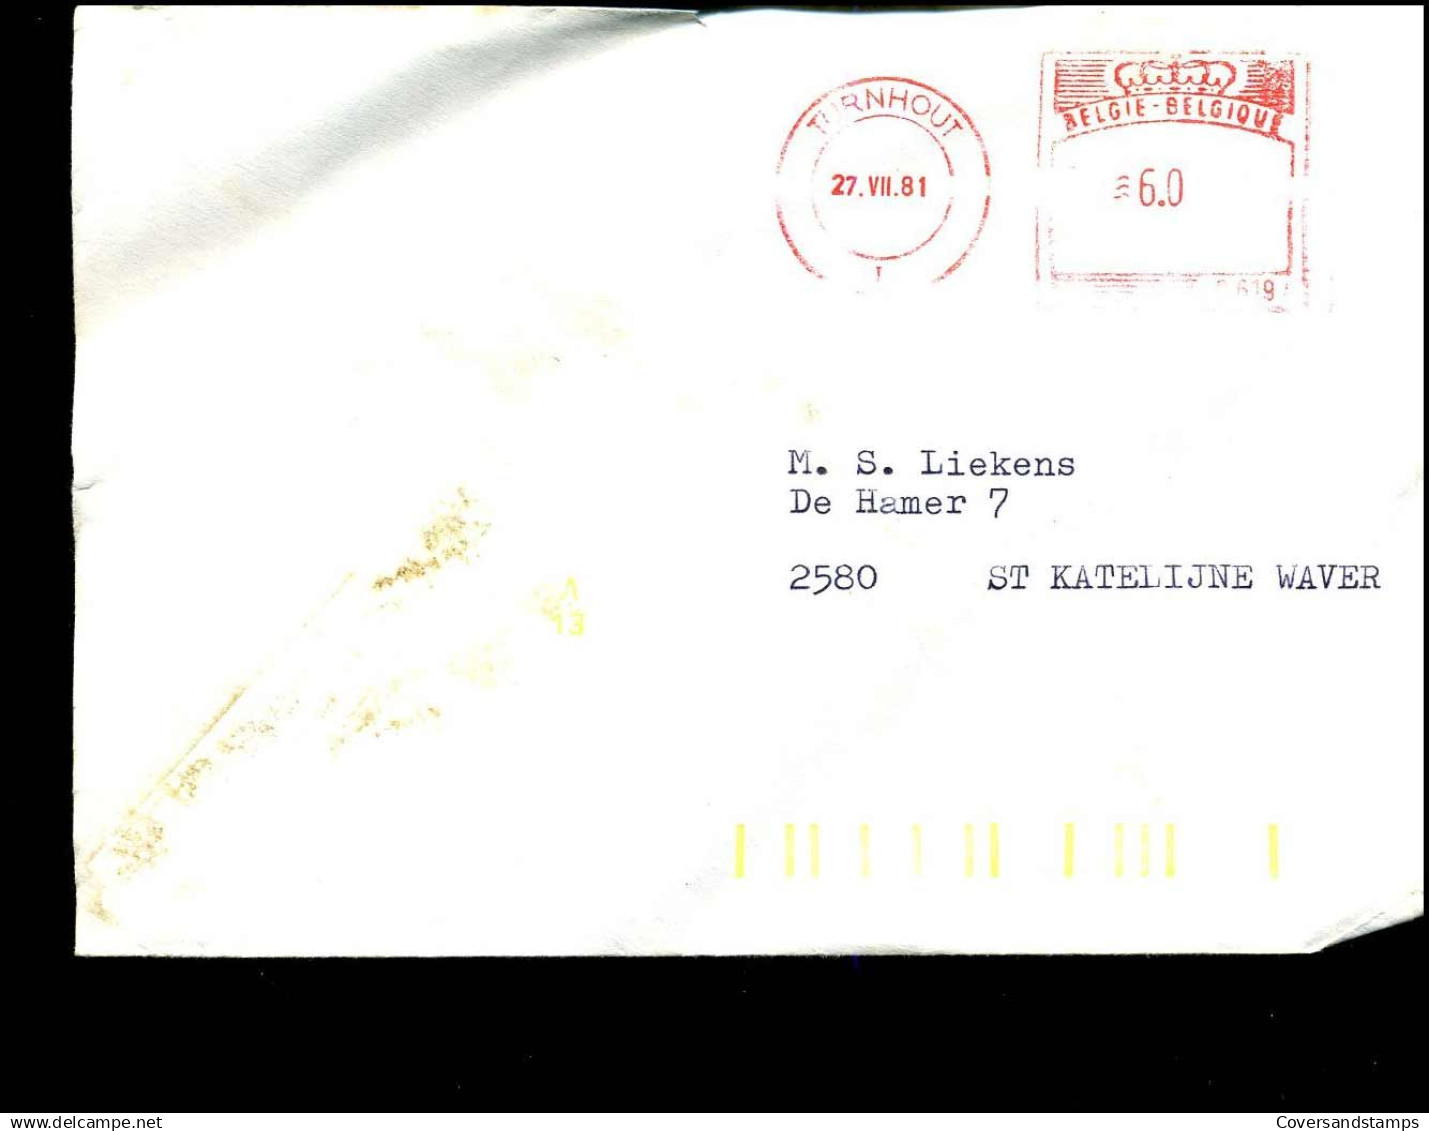 TURNHOUT
27.VII.81
1
BELGIE-BELGIQUE
6.0
619
M. S. Liekens
De Hamer 7
2580 ST KATELIJNE WAVER
A
13
delcampe.net
Coversandstamps